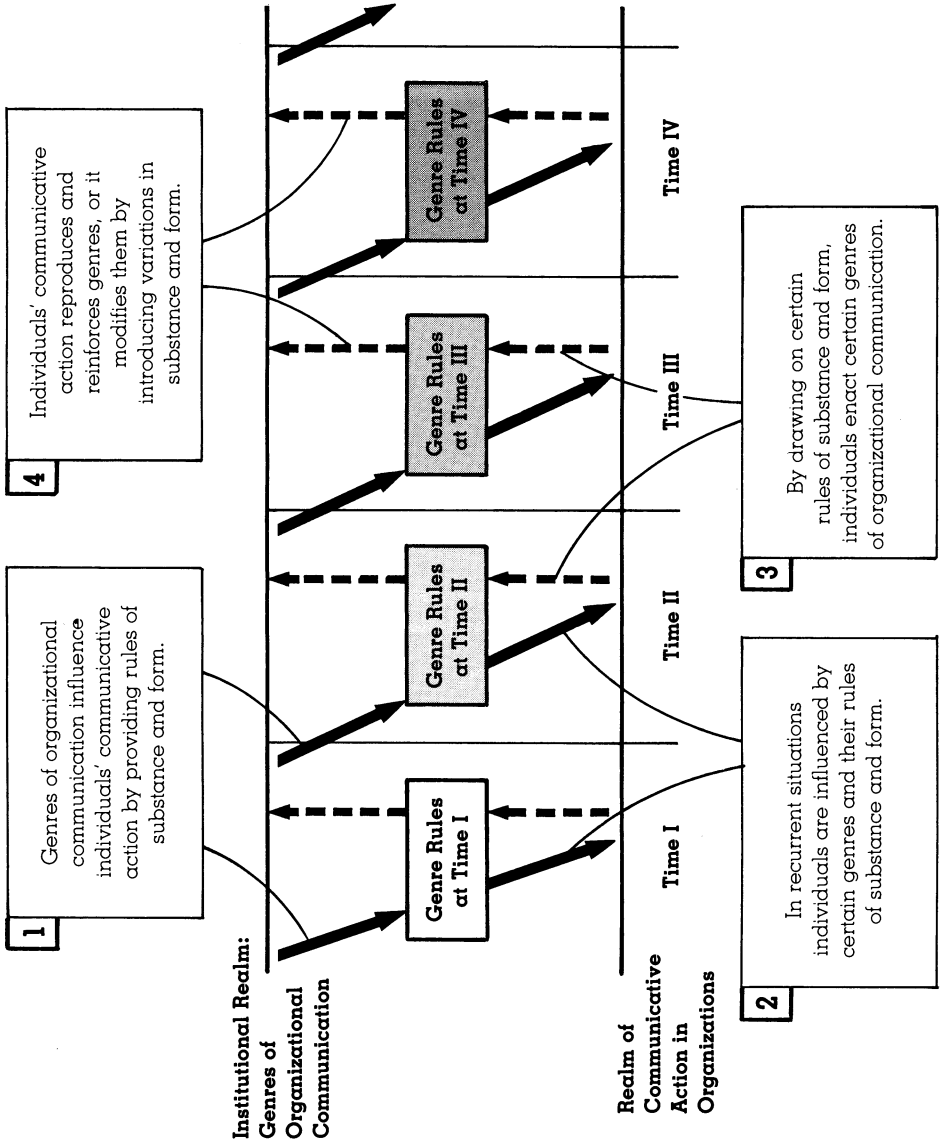 1
Genres of organizational
communication influence
individuals' communicative
action by providing rules of
substance and form.
4
Individuals' communicative
action reproduces and
reinforces genres, or it
modifies them by
introducing variations in
substance and form.
Institutional Realm:
Genres of
Organizational
Communication
Genre Rules
at Time I
Genre Rules
at Time II
Genre Rules
at Time III
Genre Rules
at Time IV
Realm of
Communicative
Action in
Organizations
Time I
Time II
Time III
Time IV
2
In recurrent situations
individuals are influenced by
certain genres and their rules
of substance and form.
3
By drawing on certain
rules of substance and form,
individuals enact certain genres
of organizational communication.